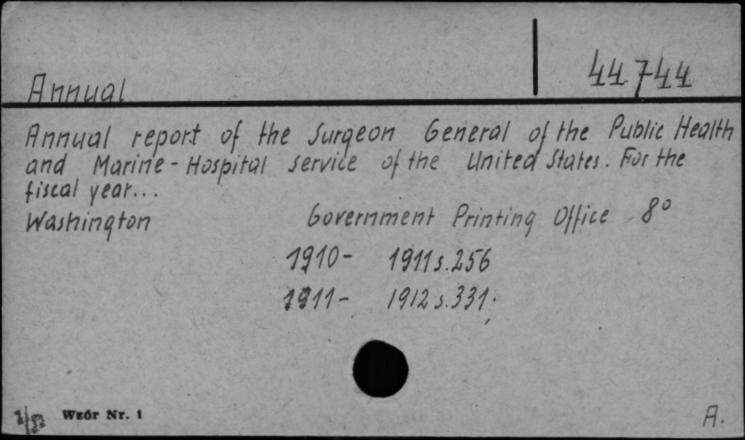 Annual
44744
Annual report of the Surgeon General of the Public Health
and Marine-Hospital service of the United States. For the
fiscal year...
Washington Government Printing Office 8°
1910- 1911 s. 256
1911- 1912 s. 331.
Wzór Nr. 1
A.